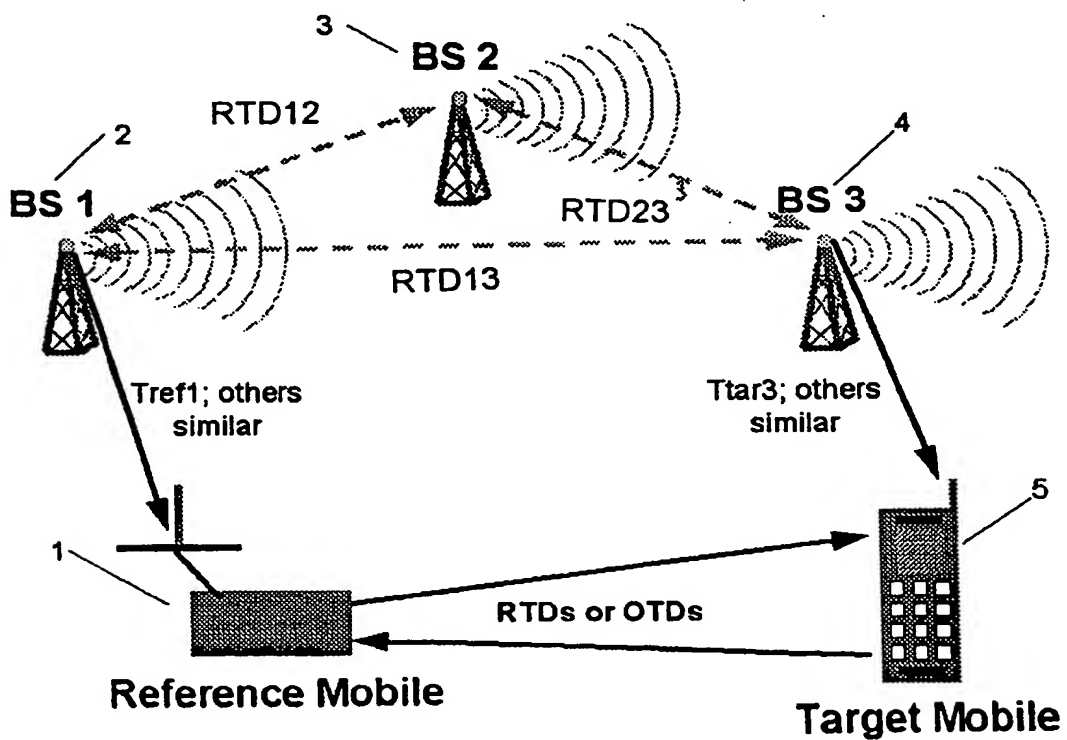 3
BS 2
RTD12
2
4
BS 1
BS 3
RTD23
RTD13
Tref1; others
similar
Ttar3; others
similar
5
1
RTDs or OTDs
Reference Mobile
Target Mobile